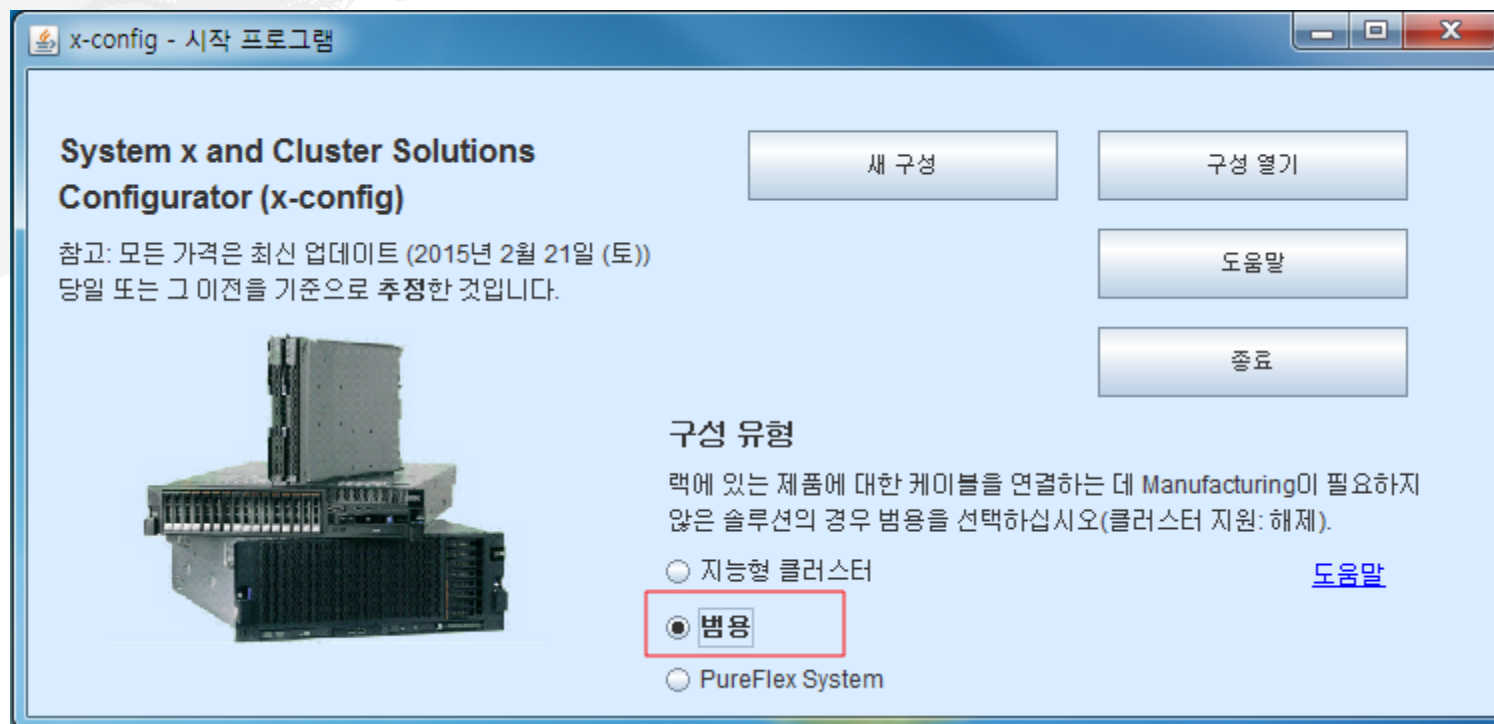 x-config - 시작 프로그램
System x and Cluster Solutions
Configurator (x-config)
참고: 모든 가격은 최신 업데이트 (2015년 2월 21일 (토))
당일 또는 그 이전을 기준으로 추정한 것입니다.
새 구성
구성 열기
도움말
종료
구성 유형
랙에 있는 제품에 대한 케이블을 연결하는 데 Manufacturing이 필요하지
않은 솔루션의 경우 범용을 선택하십시오(클러스터 지원: 해제).
지능형 클러스터
도움말
범용
PureFlex System